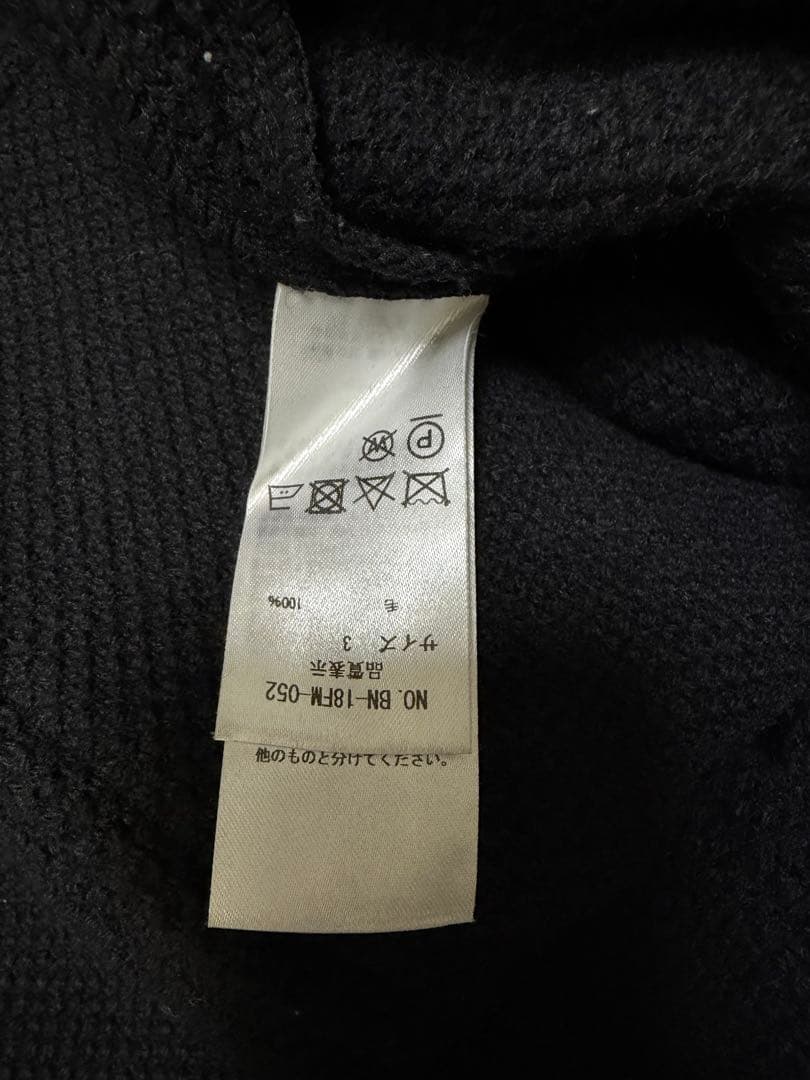 NO. BN-18FM-052
品質表示
サイズ 3
毛 100%
P
W
他のものと分けてください。